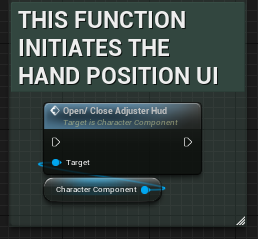 THIS FUNCTION
INITIATES THE
HAND POSITION UI
Open/ Close Adjuster Hud
Target is Character Component
Target
Character Component